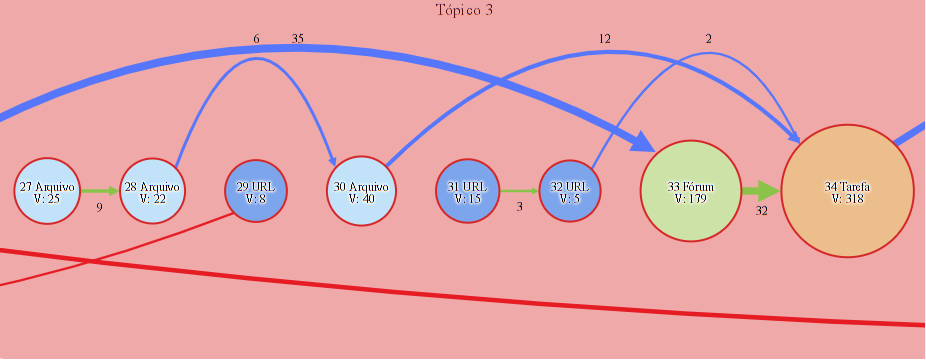 Tópico 3
6
35
12
2
27 Arquivo
V: 25
9
28 Arquivo
V: 22
29 URL
V: 8
30 Arquivo
V: 40
31 URL
V: 15
3
32 URL
V: 5
33 Fórum
V: 179
32
34 Tarefa
V: 318